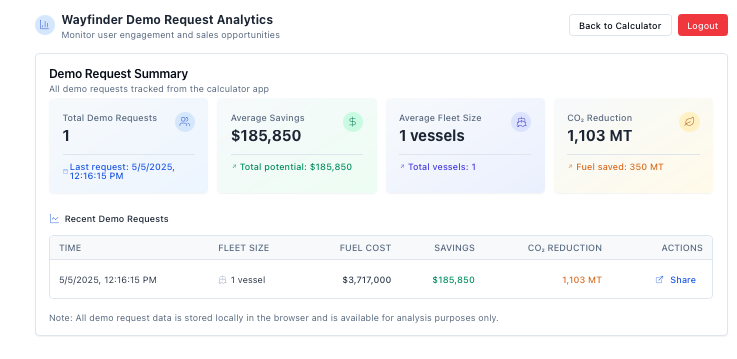 Wayfinder Demo Request Analytics
Monitor user engagement and sales opportunities
Back to Calculator
Logout
Demo Request Summary
All demo requests tracked from the calculator app
Total Demo Requests
1
Last request: 5/5/2025,
12:16:15 PM
Average Savings
$185,850
Total potential: $185,850
Average Fleet Size
1 vessels
Total vessels: 1
CO₂ Reduction
1,103 MT
Fuel saved: 350 MT
Recent Demo Requests
TIME FLEET SIZE FUEL COST SAVINGS CO₂ REDUCTION ACTIONS
5/5/2025, 12:16:15 PM 1 vessel $3,717,000 $185,850 1,103 MT Share
Note: All demo request data is stored locally in the browser and is available for analysis purposes only.